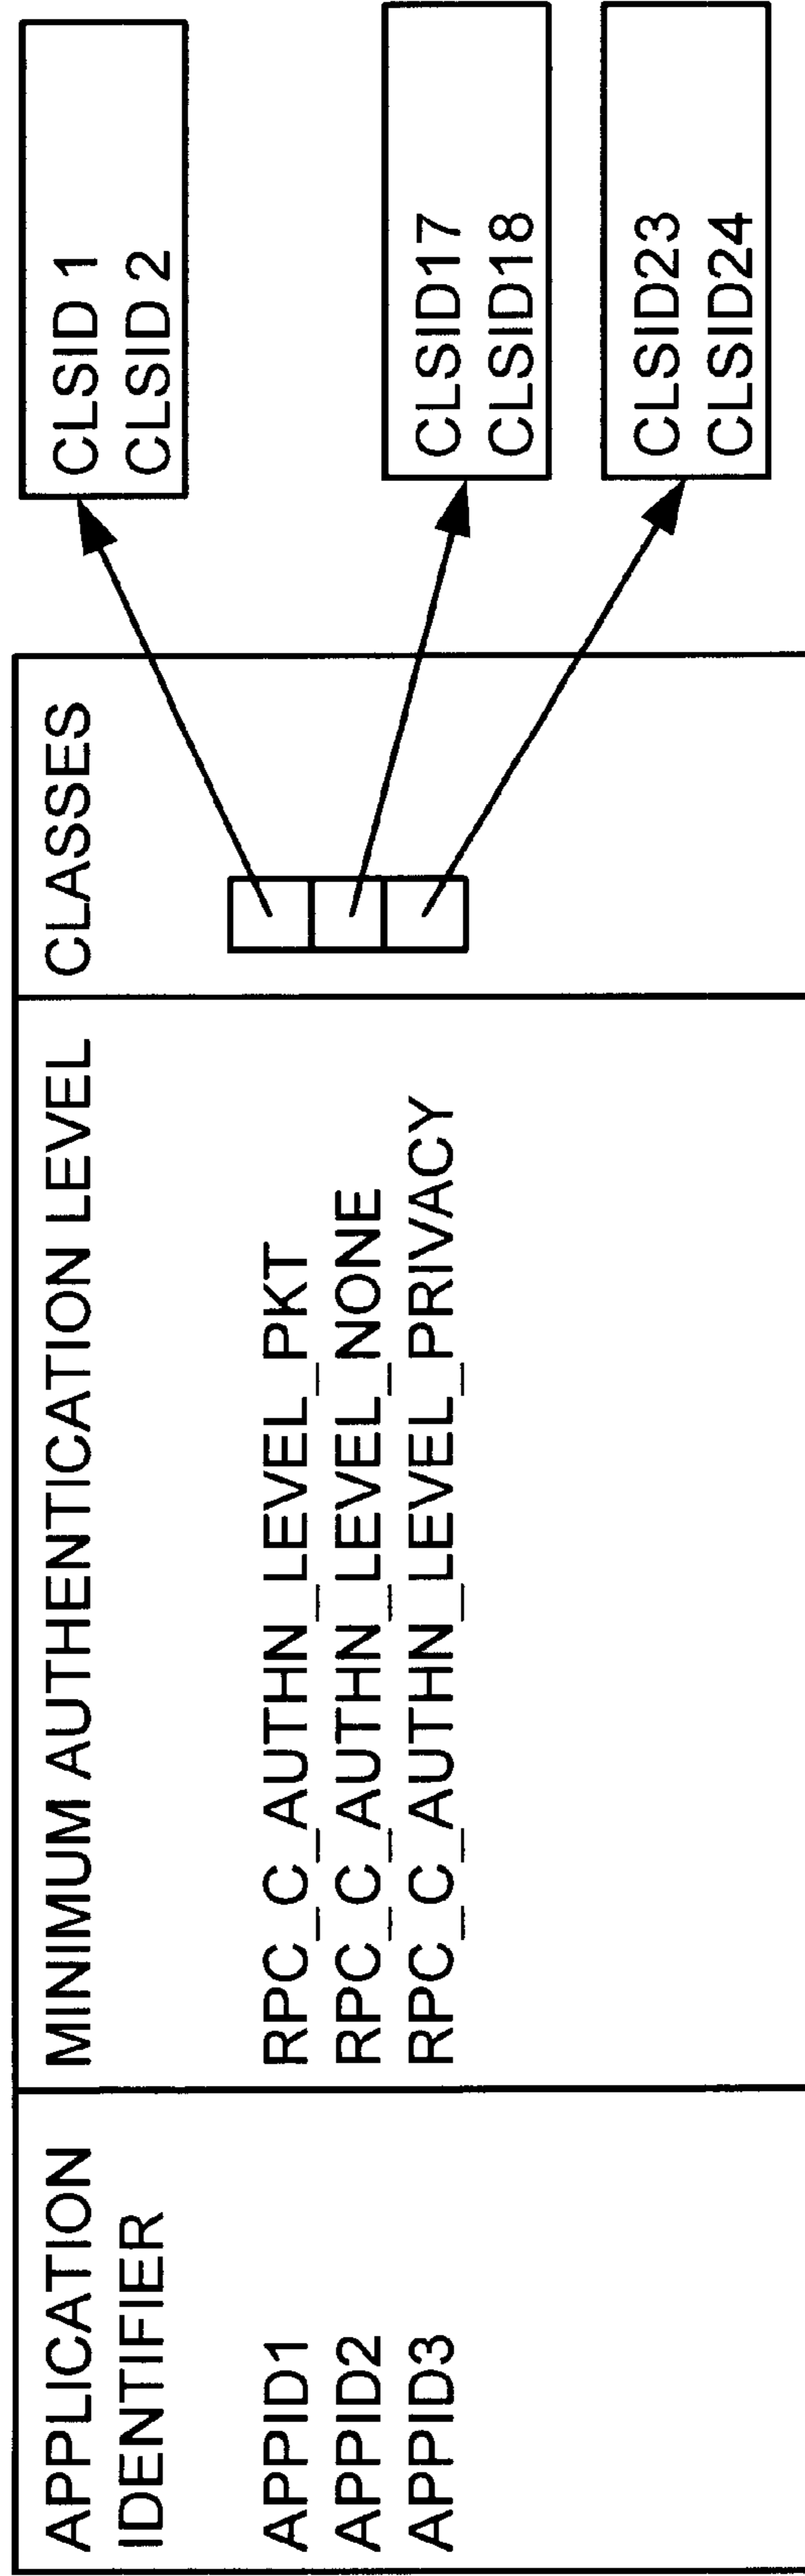 APPLICATION
IDENTIFIER
MINIMUM AUTHENTICATION LEVEL
CLASSES
APPID1
RPC_C_AUTHN_LEVEL_PKT
APPID2
RPC_C_AUTHN_LEVEL_NONE
APPID3
RPC_C_AUTHN_LEVEL_PRIVACY
CLSID 1
CLSID 2
CLSID17
CLSID18
CLSID23
CLSID24